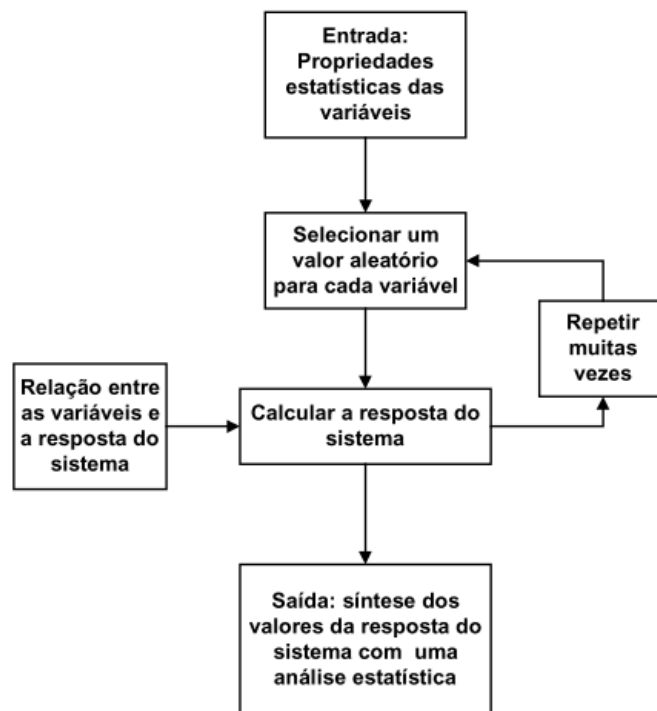 Entrada:
Propriedades
estatísticas das
variáveis
Selecionar um
valor aleatório
para cada variável
Repetir
muitas
vezes
Relação entre
as variáveis e
a resposta do
sistema
Calcular a resposta do
sistema
Saída: síntese dos
valores da resposta do
sistema com uma
análise estatística